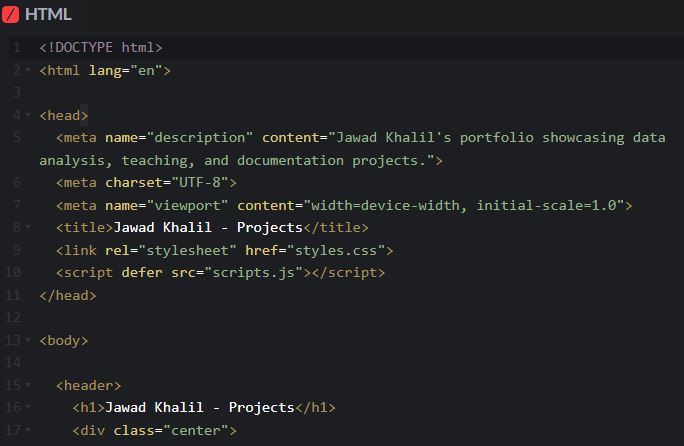 HTML
1 <!DOCTYPE html>
2 <html lang="en">
3
4 <head>
5 <meta name="description" content="Jawad Khalil's portfolio showcasing data
analysis, teaching, and documentation projects.">
6 <meta charset="UTF-8">
7 <meta name="viewport" content="width=device-width, initial-scale=1.0">
8 <title>Jawad Khalil - Projects</title>
9 <link rel="stylesheet" href="styles.css">
10 <script defer src="scripts.js"></script>
11 </head>
12
13 <body>
14
15 <header>
16 <h1>Jawad Khalil - Projects</h1>
17 <div class="center">